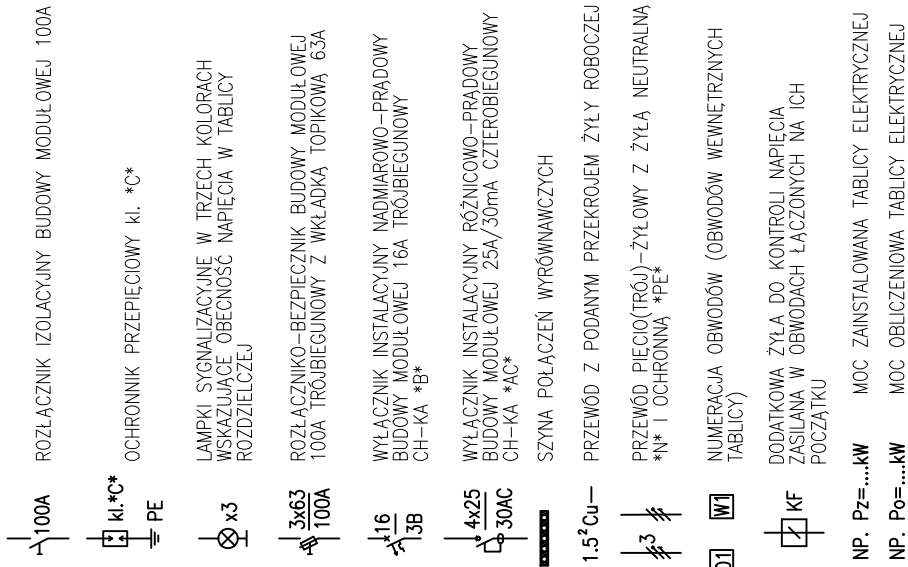 100A
ROZŁĄCZNIK IZOLACYJNY BUDOWY MODUŁOWEJ 100A
kl.*C*
PE
OCHRONNIK PRZEPIĘCIOWY kl. *C*
x3
LAMPKI SYGNALIZACYJNE W TRZECH KOLORACH
WSKAZUJĄCE OBECNOŚĆ NAPIĘCIA W TABLICY
ROZDZIELCZEJ
3x63
100A
ROZŁĄCZNIKO-BEZPIECZNIK BUDOWY MODUŁOWEJ
100A TRÓJBIEGUNOWY Z WKŁADKĄ TOPIKOWĄ 63A
*16
3B
WYŁĄCZNIK INSTALACYJNY NADMIAROWO-PRĄDOWY
BUDOWY MODUŁOWEJ 16A TRÓJBIEGUNOWY
CH-KA *B*
4x25
30AC
WYŁĄCZNIK INSTALACYJNY RÓŻNICOWO-PRĄDOWY
BUDOWY MODUŁOWEJ 25A/30mA CZTEROBIEGUNOWY
CH-KA *AC*
SZYNA POŁĄCZEŃ WYRÓWNAWCZYCH
1.5²Cu
PRZEWÓD Z PODANYM PRZEKROJEM ŻYŁY ROBOCZEJ
3
PRZEWÓD PIĘCIO(TRÓJ)-ŻYŁOWY Z ŻYŁĄ NEUTRALNĄ
*N* I OCHRONNĄ *PE*
W1
NUMERACJA OBWODÓW (OBWODÓW WEWNĘTRZNYCH
TABLICY)
KF
DODATKOWA ŻYŁA DO KONTROLI NAPIĘCIA
ZASILANA W OBWODACH ŁĄCZONYCH NA ICH
POCZĄTKU
NP. Pz=....kW MOC ZAINSTALOWANA TABLICY ELEKTRYCZNEJ
NP. Po=....kW MOC OBLICZENIOWA TABLICY ELEKTRYCZNEJ